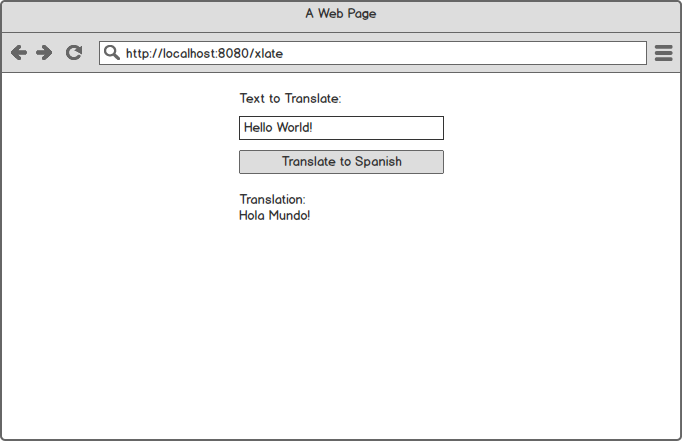 A Web Page
http://localhost:8080/xlate
Text to Translate:
Hello World!
Translate to Spanish
Translation:
Hola Mundo!